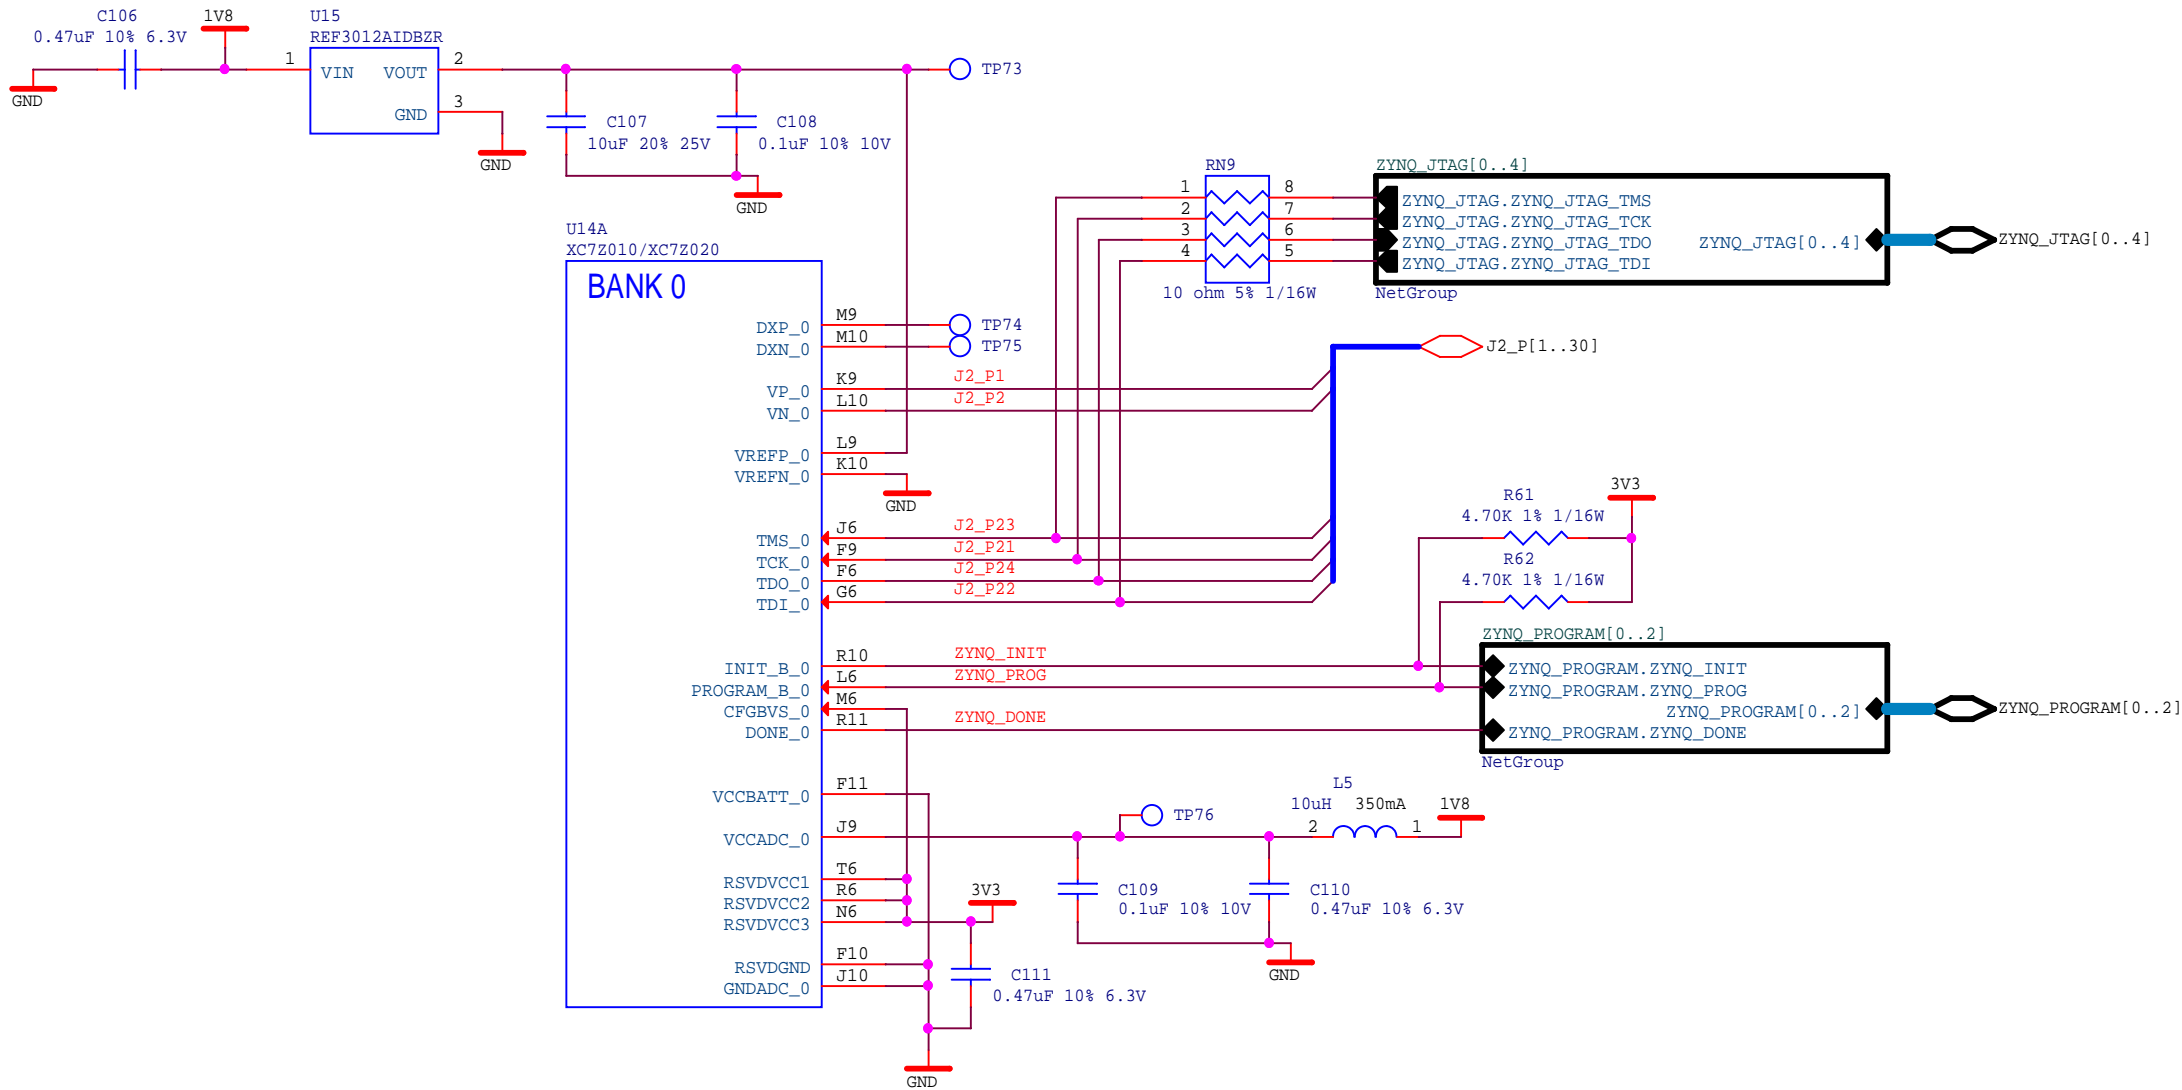 C106
0.47uF 10% 6.3V
1V8
GND
U15
REF3012AIDBZR
1
VIN
VOUT
2
GND
3
GND
TP73
C107
10uF 20% 25V
C108
0.1uF 10% 10V
GND
RN9
1
2
3
4
8
7
6
5
10 ohm 5% 1/16W
ZYNQ_JTAG[0..4]
ZYNQ_JTAG.ZYNQ_JTAG_TMS
ZYNQ_JTAG.ZYNQ_JTAG_TCK
ZYNQ_JTAG.ZYNQ_JTAG_TDO
ZYNQ_JTAG.ZYNQ_JTAG_TDI
ZYNQ_JTAG[0..4]
ZYNQ_JTAG[0..4]
NetGroup
U14A
XC7Z010/XC7Z020
BANK 0
DXP_0
M9
TP74
DXN_0
M10
TP75
J2_P[1..30]
VP_0
K9
J2_P1
VN_0
L10
J2_P2
VREFP_0
L9
VREFN_0
K10
GND
TMS_0
J6
J2_P23
TCK_0
F9
J2_P21
TDO_0
F6
J2_P24
TDI_0
G6
J2_P22
R61
4.70K 1% 1/16W
3V3
R62
4.70K 1% 1/16W
INIT_B_0
R10
ZYNQ_INIT
PROGRAM_B_0
L6
ZYNQ_PROG
CFGBVS_0
M6
DONE_0
R11
ZYNQ_DONE
ZYNQ_PROGRAM[0..2]
ZYNQ_PROGRAM.ZYNQ_INIT
ZYNQ_PROGRAM.ZYNQ_PROG
ZYNQ_PROGRAM[0..2]
ZYNQ_PROGRAM[0..2]
ZYNQ_PROGRAM.ZYNQ_DONE
NetGroup
VCCBATT_0
F11
VCCADC_0
J9
TP76
L5
10uH 350mA
2
1
1V8
RSVDVCC1
T6
RSVDVCC2
R6
RSVDVCC3
N6
3V3
C109
0.1uF 10% 10V
C110
0.47uF 10% 6.3V
GND
RSVDGND
F10
GNDADC_0
J10
C111
0.47uF 10% 6.3V
GND